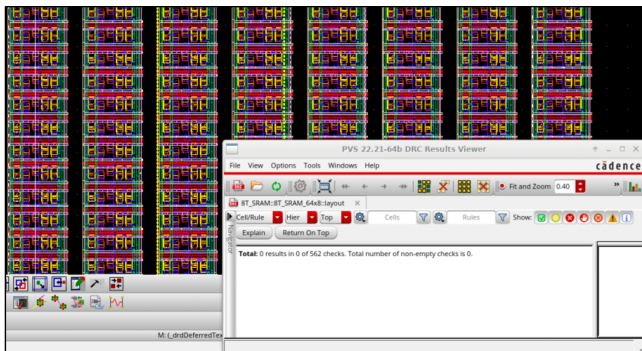 PVS 22.21-64b DRC Results Viewer
File View Options Tools Windows Help
cādence
Fit and Zoom 0.40
»
8T_SRAM::8T_SRAM_64x8::layout
Cell/Rule Hier Top Cells Rules Show:
Explain Return On Top
Navigator
Total: 0 results in 0 of 562 checks. Total number of non-empty checks is 0.
M: (_drdDeferredTex